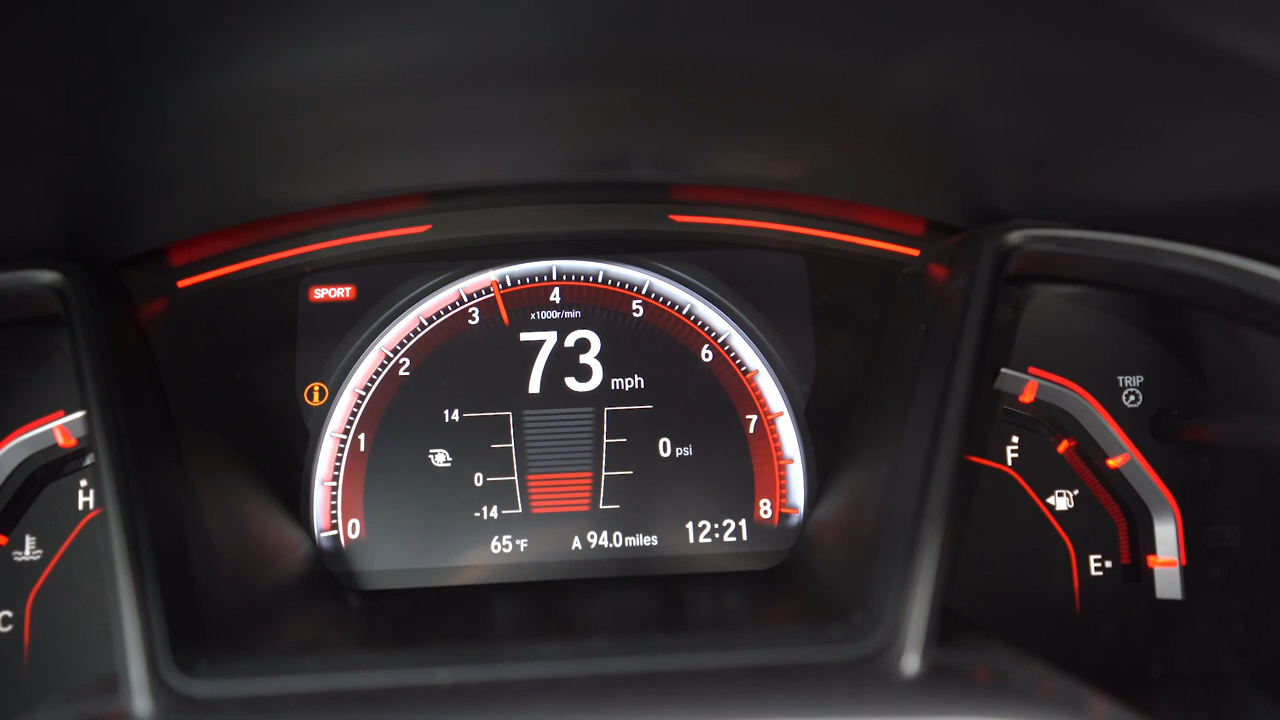 SPORT
0
1
2
3
4
5
6
7
8
x1000r/min
73 mph
14
0
-14
0 psi
65°F
A 94.0 miles
12:21
H
C
TRIP
F
E